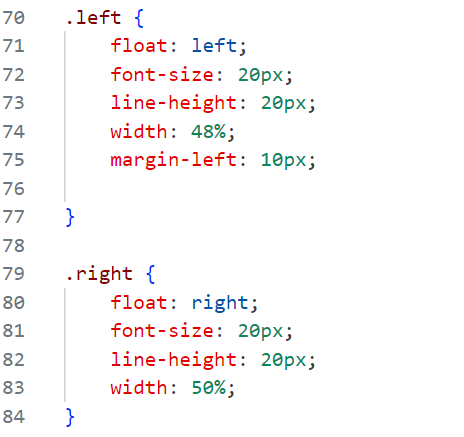 70 .left {
71 float: left;
72 font-size: 20px;
73 line-height: 20px;
74 width: 48%;
75 margin-left: 10px;
76
77 }
78
79 .right {
80 float: right;
81 font-size: 20px;
82 line-height: 20px;
83 width: 50%;
84 }